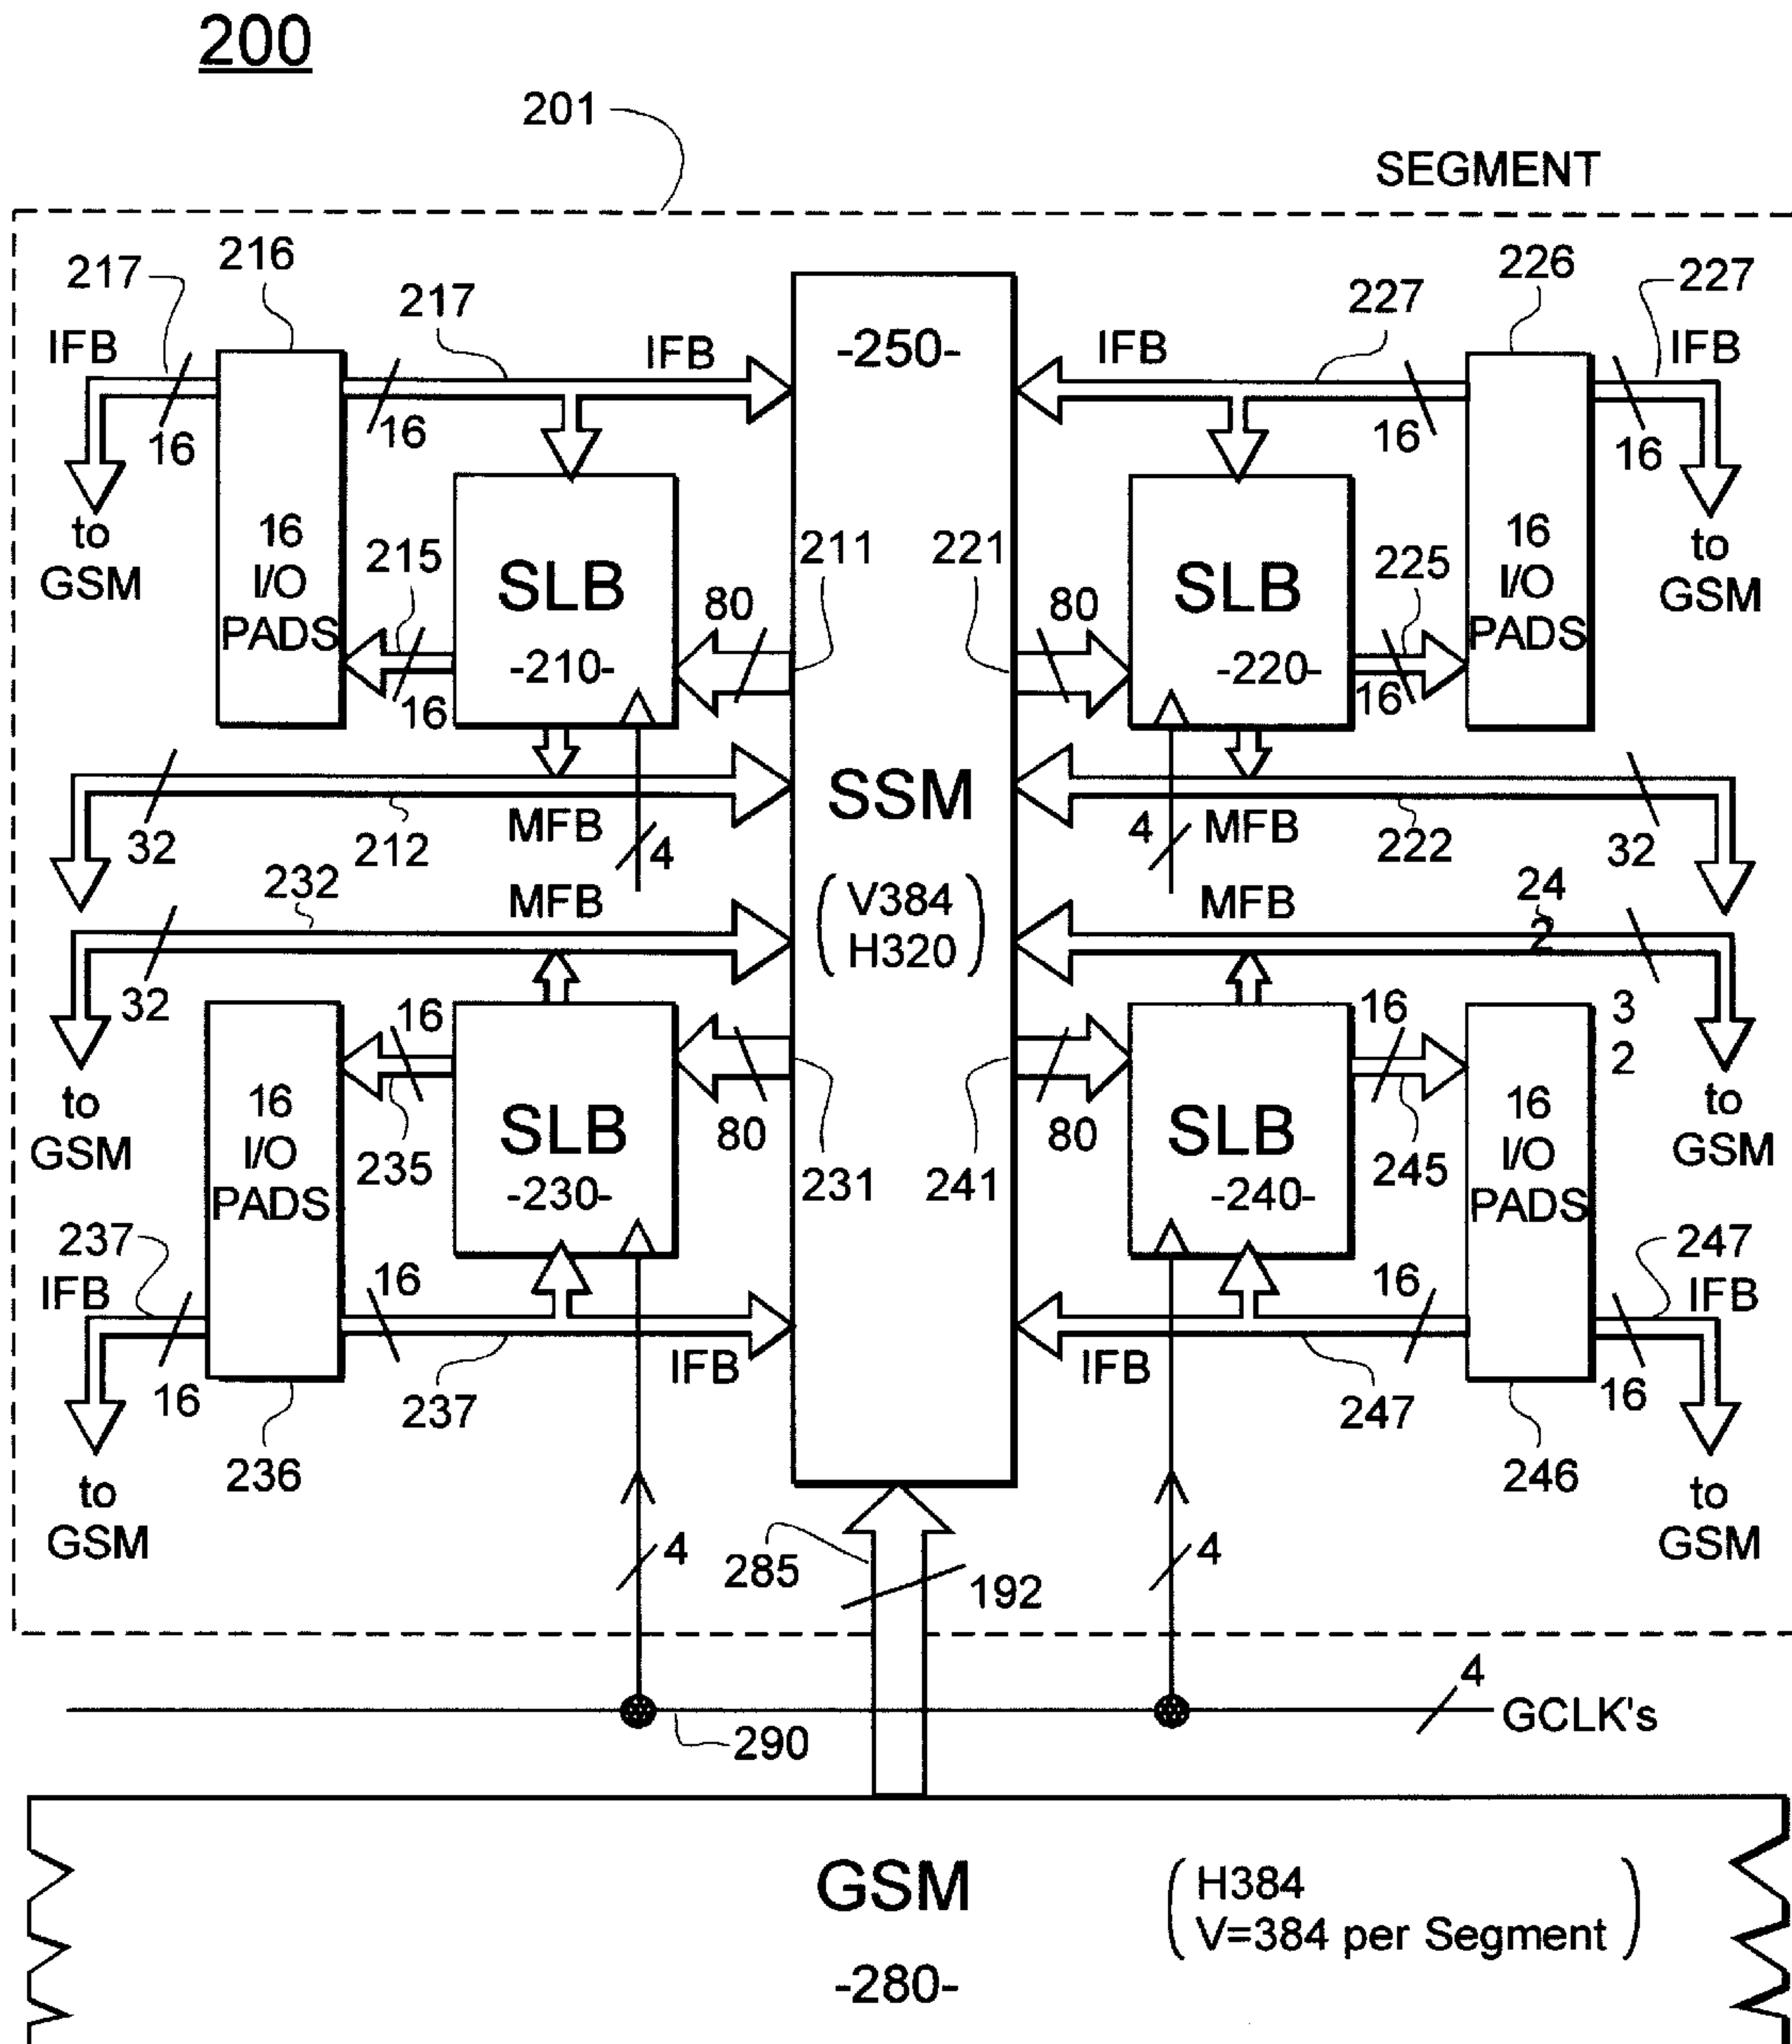 200
201
SEGMENT
217
216
217
227
226
227
IFB
IFB
-250-
IFB
IFB
16
16
16
16
to
GSM
16
I/O
PADS
215
SLB
-210-
16
80
211
221
80
SLB
-220-
225
16
16
I/O
PADS
to
GSM
32
212
MFB
4
SSM
4
MFB
222
32
232
MFB
( V384
H320 )
MFB
24
2
32
3
2
to
GSM
16
I/O
PADS
16
235
SLB
-230-
80
231
241
80
SLB
-240-
16
245
16
I/O
PADS
to
GSM
237
IFB
16
16
237
IFB
IFB
16
247
247
IFB
16
236
246
to
GSM
to
GSM
4
285
192
4
4
290
GCLK's
GSM
-280-
( H384
V=384 per Segment )